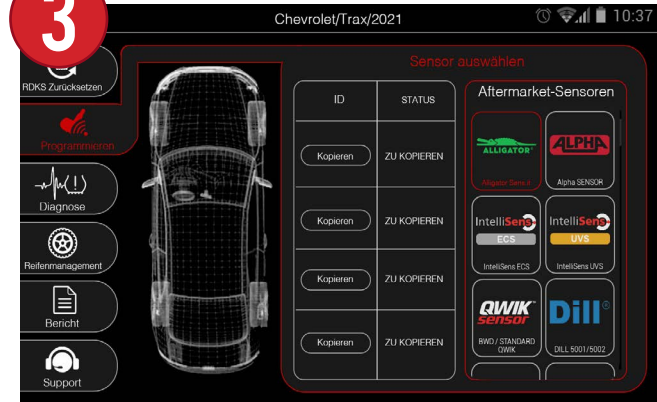 3
Chevrolet/Trax/2021
10:37
RDKS Zurücksetzen
Programmieren
Diagnose
Reifenmanagement
Bericht
Support
Sensor auswählen
ID
STATUS
Kopieren
ZU KOPIEREN
Kopieren
ZU KOPIEREN
Kopieren
ZU KOPIEREN
Kopieren
ZU KOPIEREN
Aftermarket-Sensoren
ALLIGATOR
Alligator Sens.it
ALPHA
Alpha SENSOR
IntelliSens
ECS
IntelliSens ECS
IntelliSens
UVS
IntelliSens UVS
QWIK
sensor
BWD / STANDARD
QWIK
Dill®
DILL 5001/5002